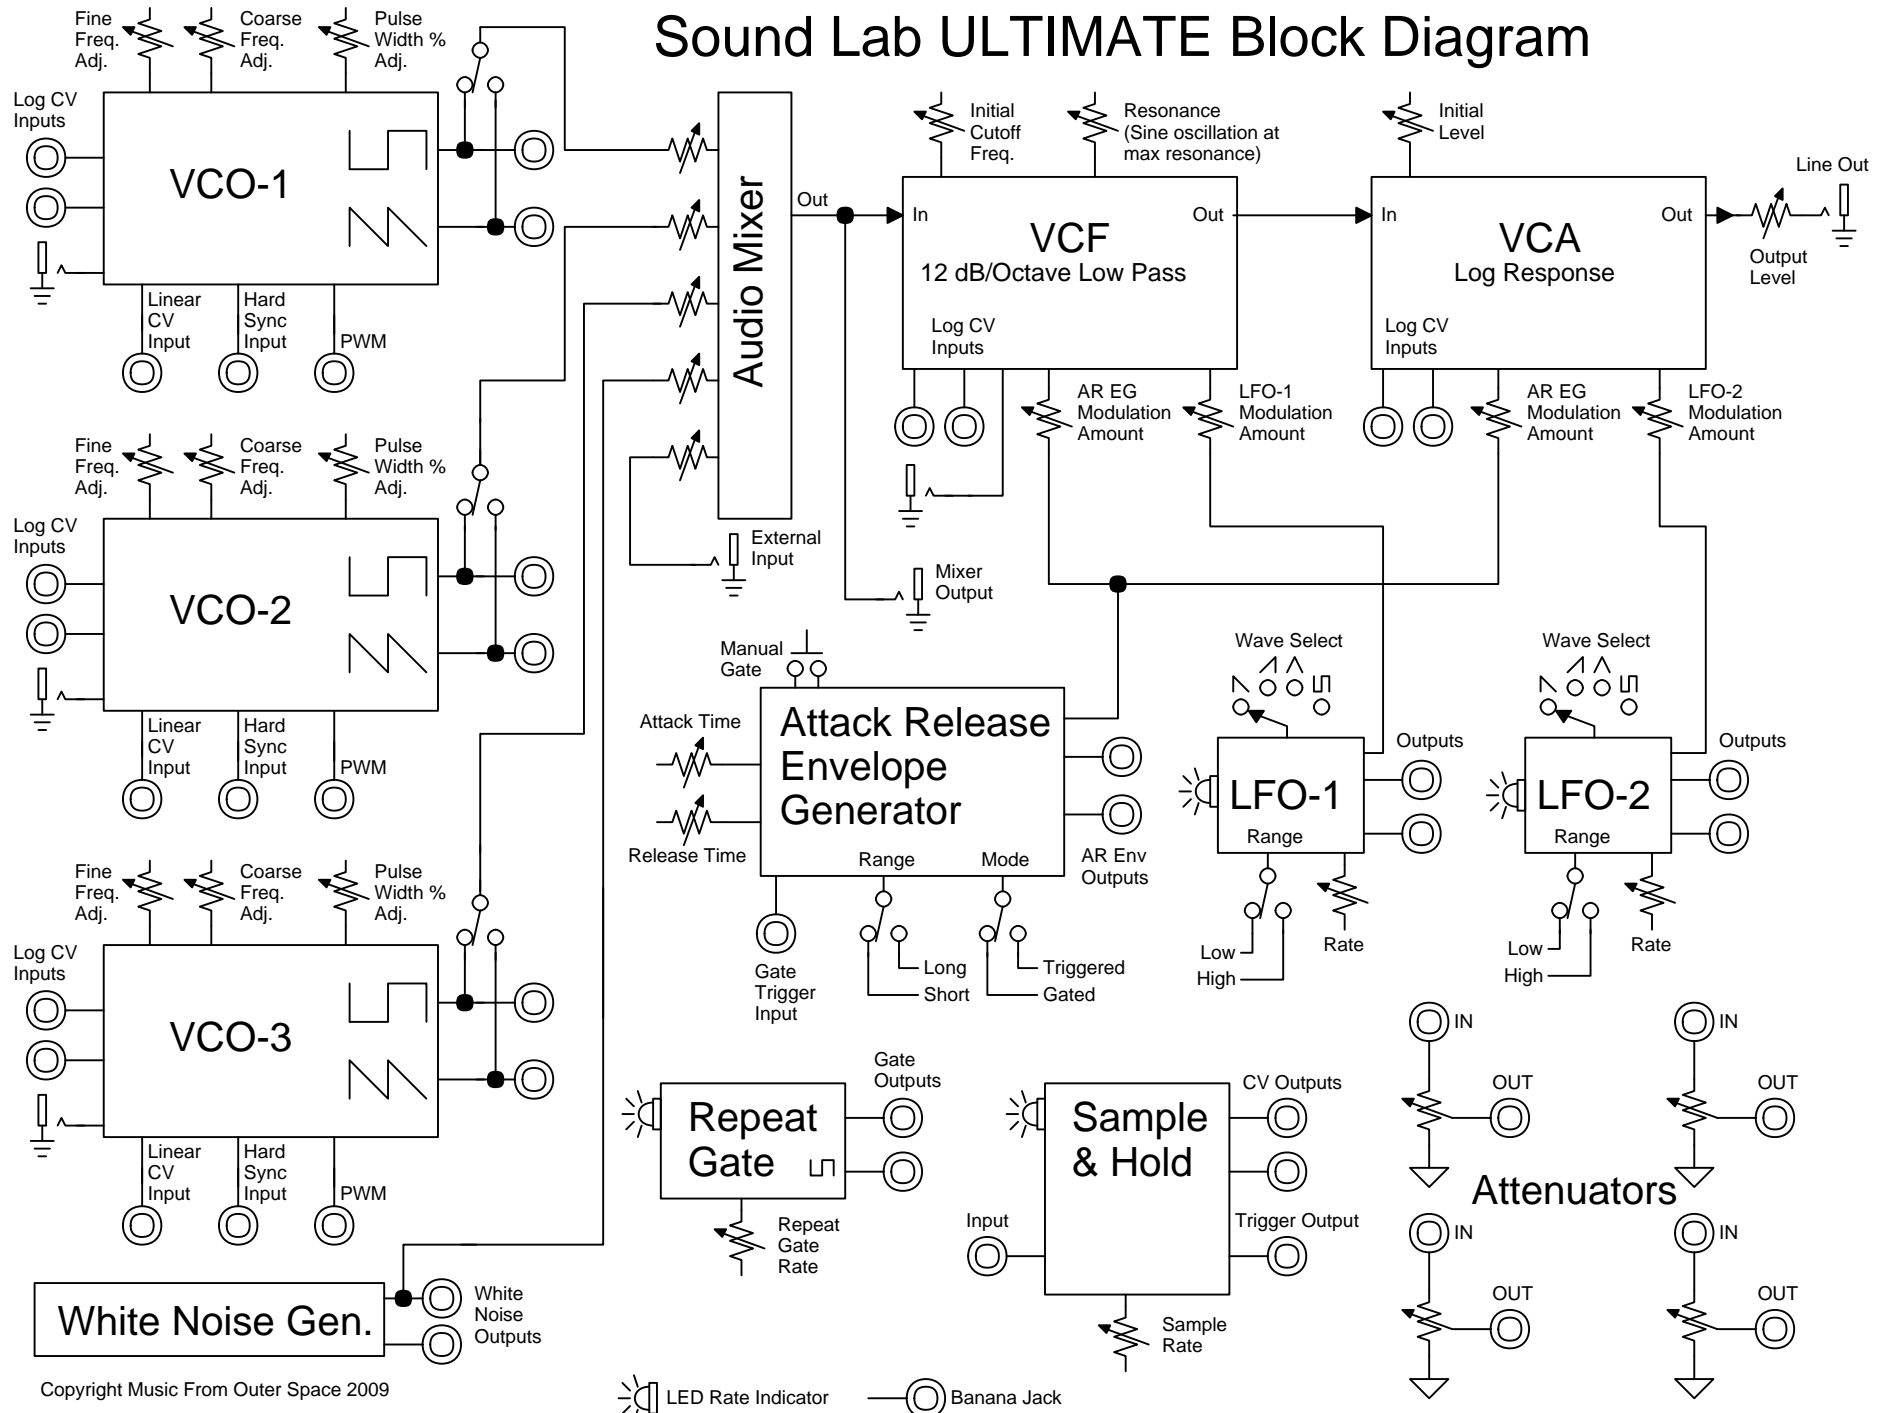 Sound Lab ULTIMATE Block Diagram
Fine
Freq.
Adj.
Coarse
Freq.
Adj.
Pulse
Width %
Adj.
Log CV
Inputs
VCO-1
Linear
CV
Input
Hard
Sync
Input
PWM
Fine
Freq.
Adj.
Coarse
Freq.
Adj.
Pulse
Width %
Adj.
Log CV
Inputs
VCO-2
Linear
CV
Input
Hard
Sync
Input
PWM
Fine
Freq.
Adj.
Coarse
Freq.
Adj.
Pulse
Width %
Adj.
Log CV
Inputs
VCO-3
Linear
CV
Input
Hard
Sync
Input
PWM
White Noise Gen.
White
Noise
Outputs
Audio Mixer
Out
External
Input
Mixer
Output
Initial
Cutoff
Freq.
Resonance
(Sine oscillation at
max resonance)
In
Out
VCF
12 dB/Octave Low Pass
Log CV
Inputs
AR EG
Modulation
Amount
LFO-1
Modulation
Amount
Initial
Level
In
Out
VCA
Log Response
Log CV
Inputs
AR EG
Modulation
Amount
LFO-2
Modulation
Amount
Line Out
Output
Level
Manual
Gate
Attack Time
Release Time
Attack Release
Envelope
Generator
Range
Mode
AR Env
Outputs
Gate
Trigger
Input
Long
Short
Triggered
Gated
Wave Select
Outputs
LFO-1
Range
Low
High
Rate
Wave Select
Outputs
LFO-2
Range
Low
High
Rate
Repeat
Gate
Gate
Outputs
Repeat
Gate
Rate
Sample
& Hold
CV Outputs
Input
Trigger Output
Sample
Rate
IN
OUT
IN
OUT
Attenuators
IN
OUT
IN
OUT
Copyright Music From Outer Space 2009
LED Rate Indicator
Banana Jack